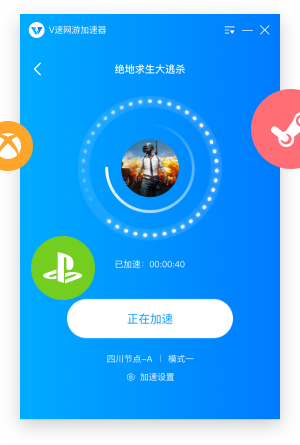 V速网游加速器
绝地求生大逃杀
已加速：00:00:40
正在加速
四川节点-A | 模式一
加速设置